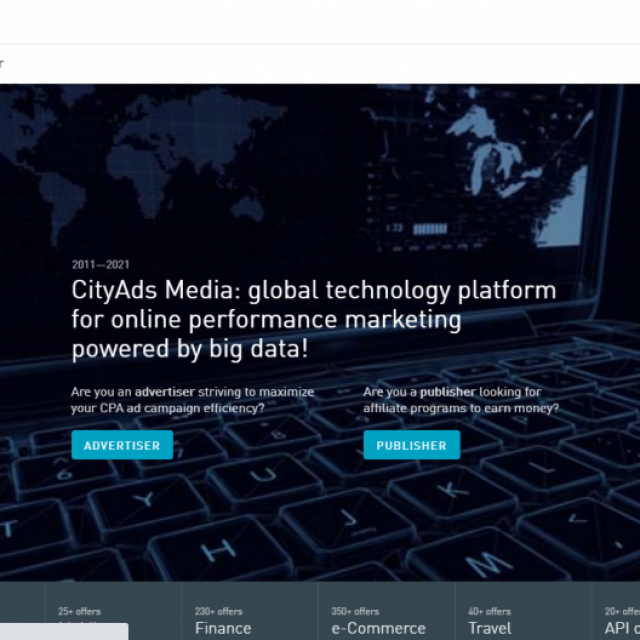 2011—2021
CityAds Media: global technology platform
for online performance marketing
powered by big data!
Are you an advertiser striving to maximize
your CPA ad campaign efficiency?
Are you a publisher looking for
affiliate programs to earn money?
ADVERTISER
PUBLISHER
6
Y
U
K
L
T
H
J
M
<
25+ offers
230+ offers
350+ offers
40+ offers
20+ offe
Finance
e-Commerce
Travel
API